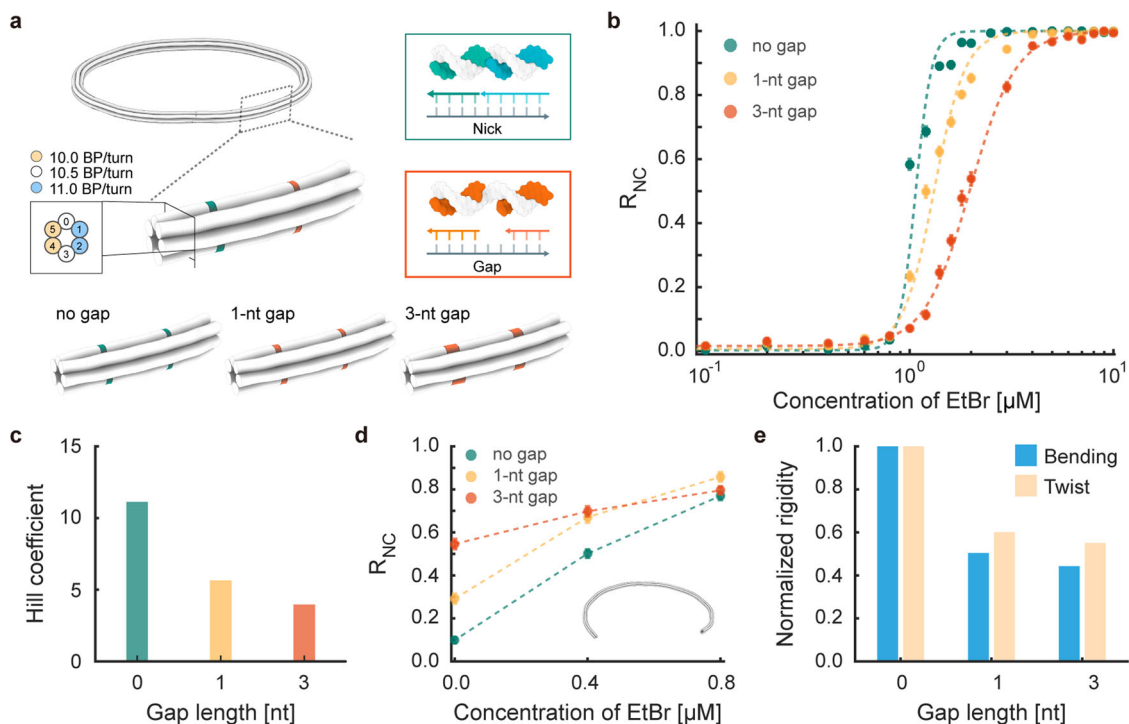 a
10.0 BP/turn
10.5 BP/turn
11.0 BP/turn
0
5
1
4
2
3
Nick
Gap
no gap
1-nt gap
3-nt gap
b
no gap
1-nt gap
3-nt gap
R_NC
1.0
0.8
0.6
0.4
0.2
0.0
10⁻¹
10⁰
10¹
Concentration of EtBr [µM]
c
Hill coefficient
15
10
5
0
0
1
3
Gap length [nt]
d
no gap
1-nt gap
3-nt gap
R_NC
1.0
0.8
0.6
0.4
0.2
0.0
0.0
0.4
0.8
Concentration of EtBr [µM]
e
Bending
Twist
Normalized rigidity
1.0
0.8
0.6
0.4
0.2
0.0
0
1
3
Gap length [nt]